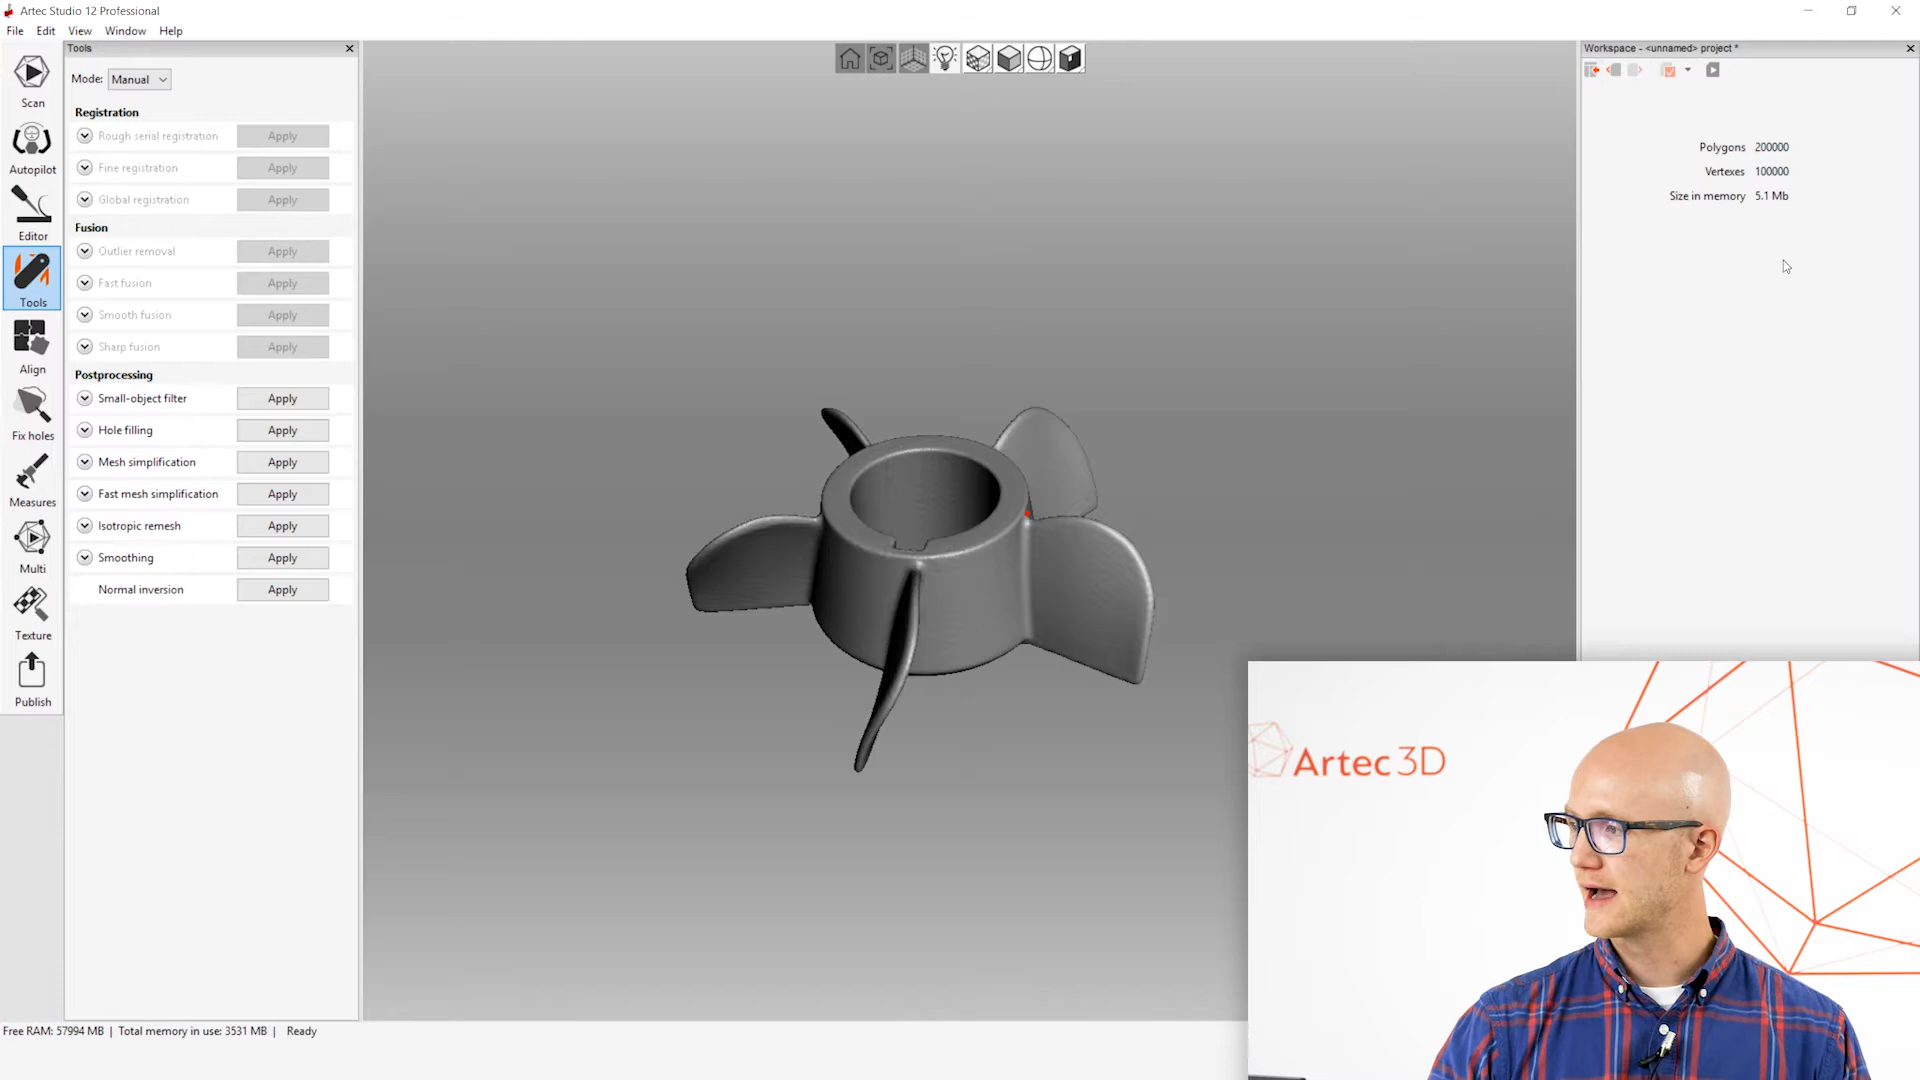 Artec Studio 12 Professional
File Edit View Window Help
Tools
Workspace - <unnamed> project *
Mode: Manual
Scan
Autopilot
Editor
Tools
Align
Fix holes
Measures
Multi
Texture
Publish
Registration
Rough serial registration Apply
Fine registration Apply
Global registration Apply
Fusion
Outlier removal Apply
Fast fusion Apply
Smooth fusion Apply
Sharp fusion Apply
Postprocessing
Small-object filter Apply
Hole filling Apply
Mesh simplification Apply
Fast mesh simplification Apply
Isotropic remesh Apply
Smoothing Apply
Normal inversion Apply
Polygons 200000
Vertexes 100000
Size in memory 5.1 Mb
Artec 3D
Free RAM: 57994 MB | Total memory in use: 3531 MB | Ready